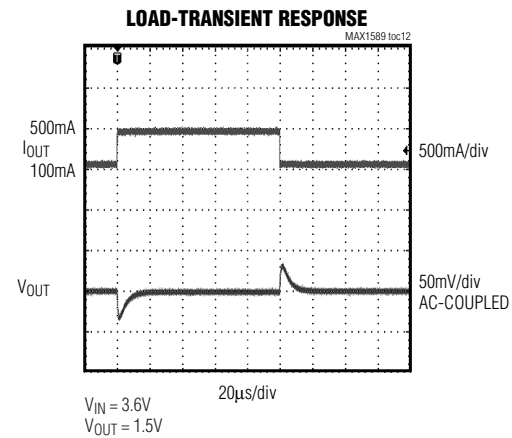 LOAD-TRANSIENT RESPONSE
MAX1589 toc12
T
500mA
IOUT
100mA
500mA/div
VOUT
50mV/div
AC-COUPLED
20μs/div
VIN = 3.6V
VOUT = 1.5V